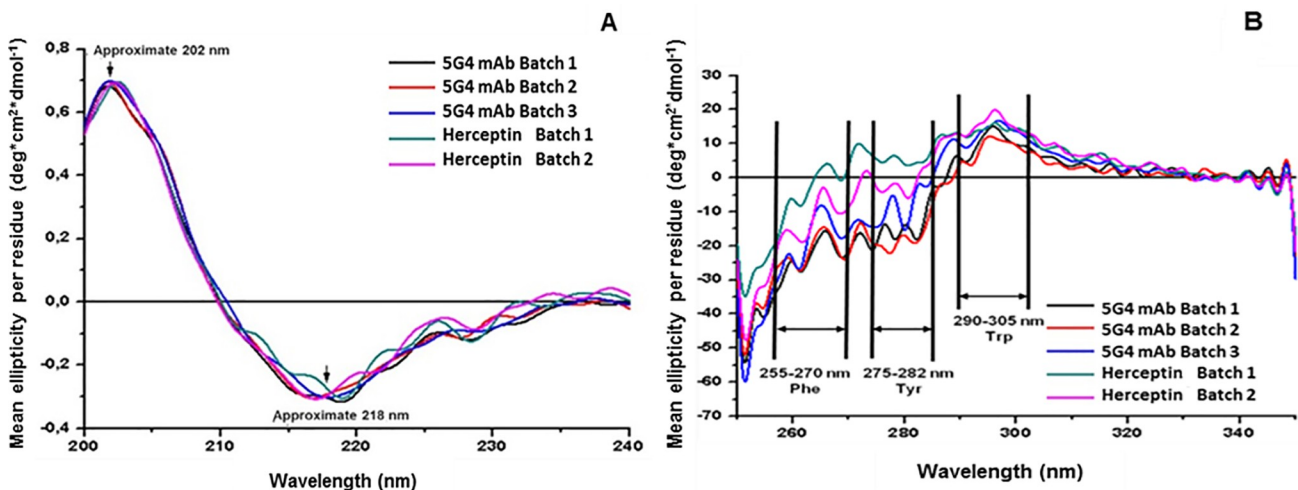 A
Approximate 202 nm
0,8
0,6
0,4
0,2
0,0
-0,2
-0,4
Mean ellipticity per residue (deg*cm²*dmol-¹)
5G4 mAb Batch 1
5G4 mAb Batch 2
5G4 mAb Batch 3
Herceptin Batch 1
Herceptin Batch 2
Approximate 218 nm
200
210
220
230
240
Wavelength (nm)
B
30
20
10
0
-10
-20
-30
-40
-50
-60
-70
Mean ellipticity per residue (deg*cm²*dmol-¹)
255-270 nm
Phe
275-282 nm
Tyr
290-305 nm
Trp
5G4 mAb Batch 1
5G4 mAb Batch 2
5G4 mAb Batch 3
Herceptin Batch 1
Herceptin Batch 2
260
280
300
320
340
Wavelength (nm)